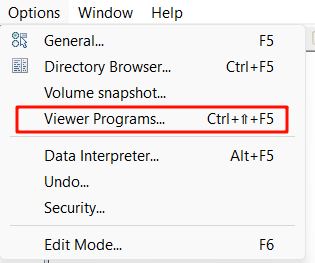 Options Window Help
General... F5
Directory Browser... Ctrl+F5
Volume snapshot...
Viewer Programs... Ctrl+⇧+F5
Data Interpreter... Alt+F5
Undo...
Security...
Edit Mode... F6